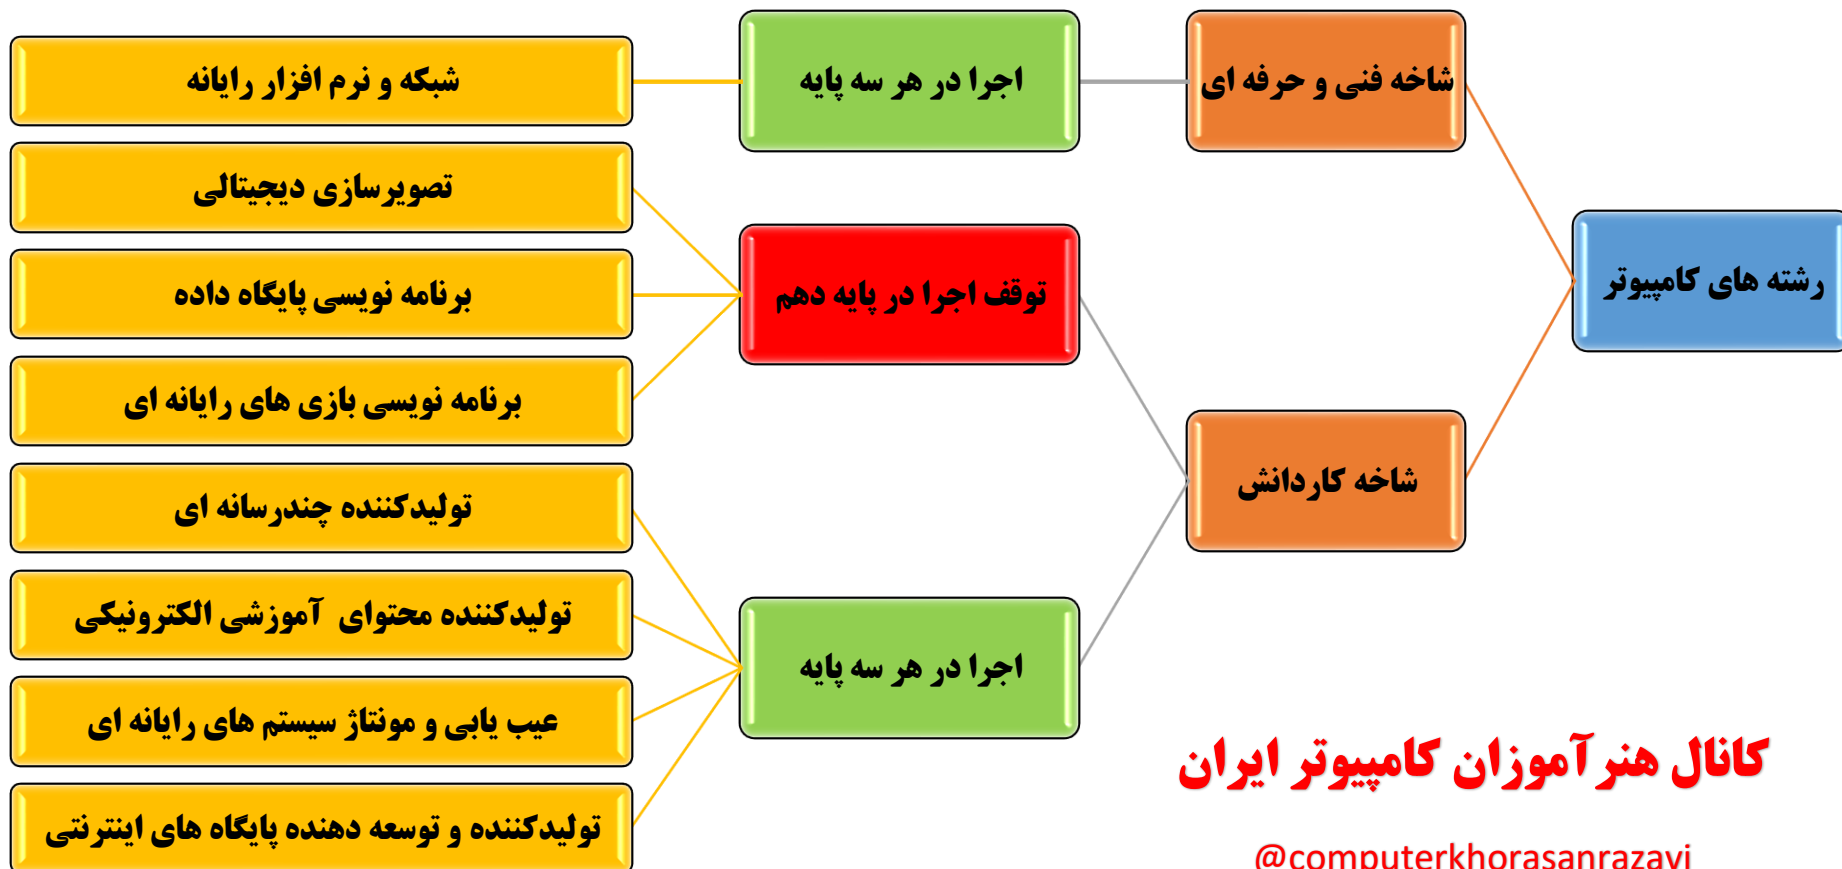 رشته های کامپیوتر
شاخه فنی و حرفه ای
اجرا در هر سه پایه
شبکه و نرم افزار رایانه
شاخه کاردانش
توقف اجرا در پایه دهم
تصویرسازی دیجیتالی
برنامه نویسی پایگاه داده
برنامه نویسی بازی های رایانه ای
اجرا در هر سه پایه
تولیدکننده چندرسانه ای
تولیدکننده محتوای آموزشی الکترونیکی
عیب یابی و مونتاژ سیستم های رایانه ای
تولیدکننده و توسعه دهنده پایگاه های اینترنتی
کانال هنرآموزان کامپیوتر ایران
@computerkhorasanrazavi